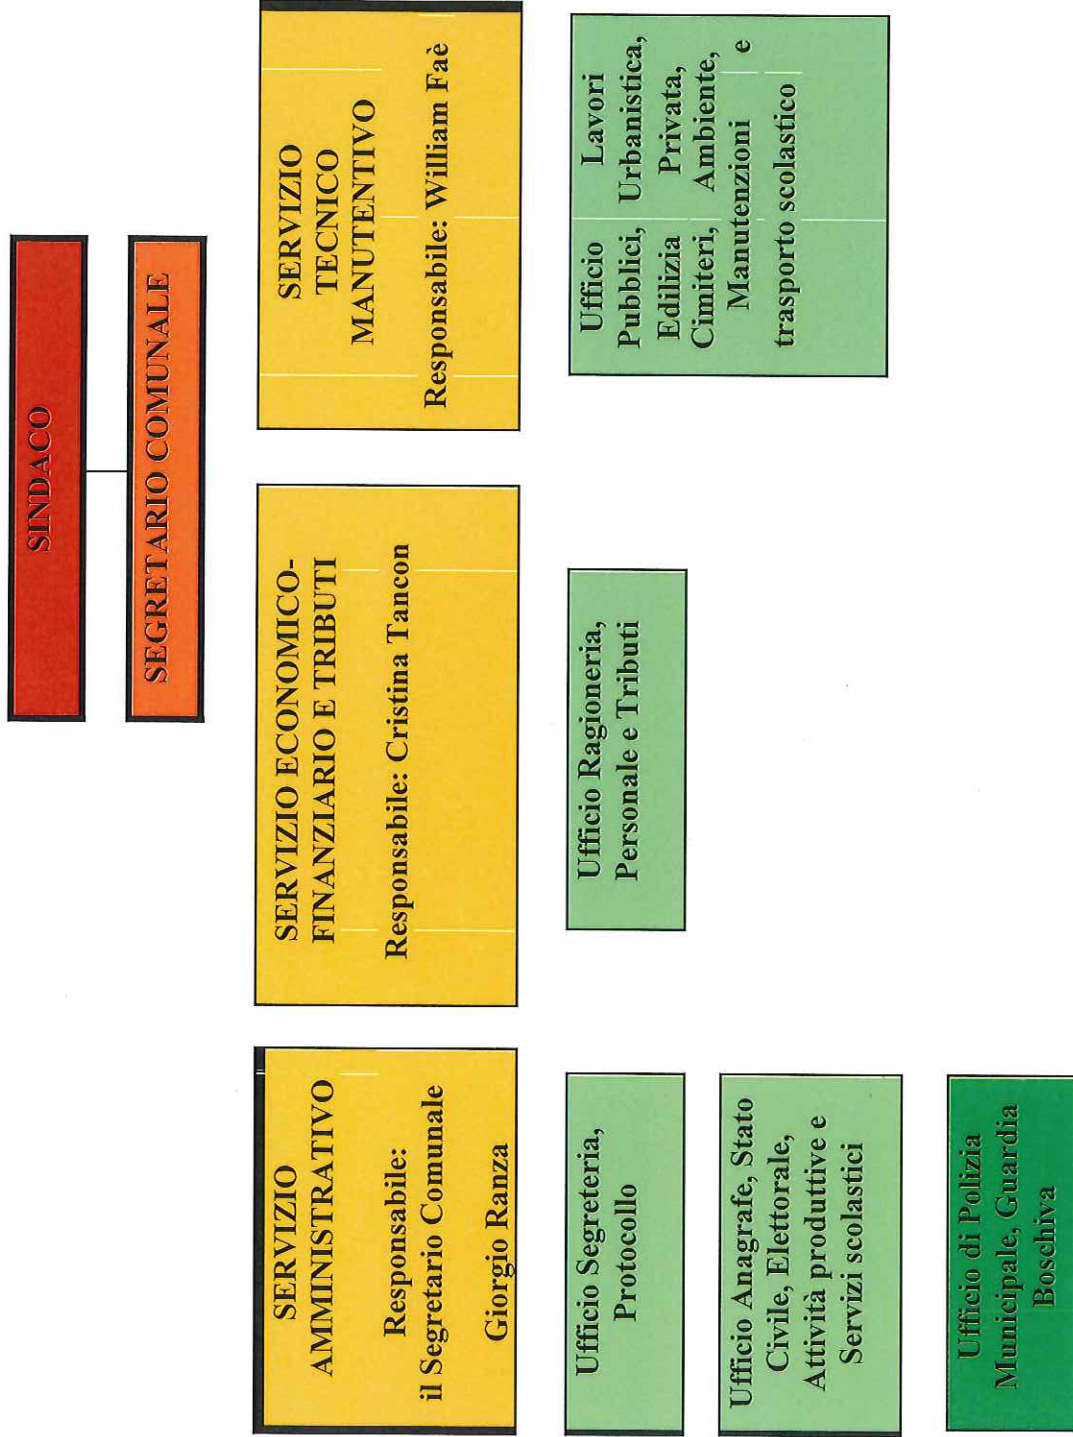 SINDACO
SEGRETARIO COMUNALE
SERVIZIO
AMMINISTRATIVO
Responsabile:
il Segretario Comunale
Giorgio Ranza
SERVIZIO ECONOMICO-
FINANZIARIO E TRIBUTI
Responsabile: Cristina Tancon
SERVIZIO
TECNICO
MANUTENTIVO
Responsabile: William Faè
Ufficio Segreteria,
Protocollo
Ufficio Anagrafe, Stato
Civile, Elettorale,
Attività produttive e
Servizi scolastici
Ufficio di Polizia
Municipale, Guardia
Boschiva
Ufficio Ragioneria,
Personale e Tributi
Ufficio Lavori
Pubblici, Urbanistica,
Edilizia Privata,
Cimiteri, Ambiente,
Manutenzioni e
trasporto scolastico